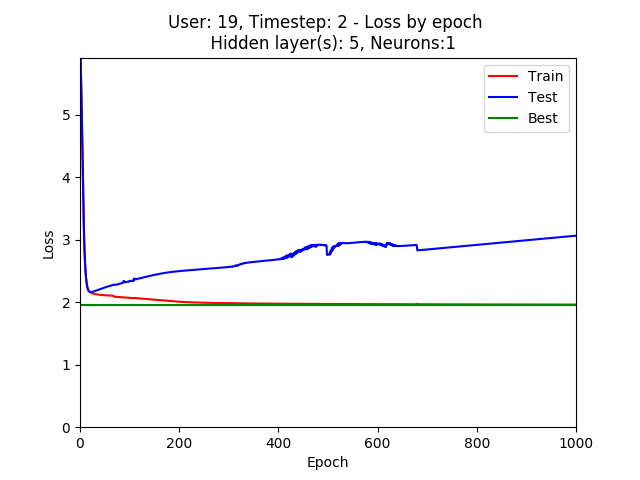 User: 19, Timestep: 2 - Loss by epoch
Hidden layer(s): 5, Neurons:1
Train
Test
Best
5
4
3
2
1
0
Loss
0 200 400 600 800 1000
Epoch